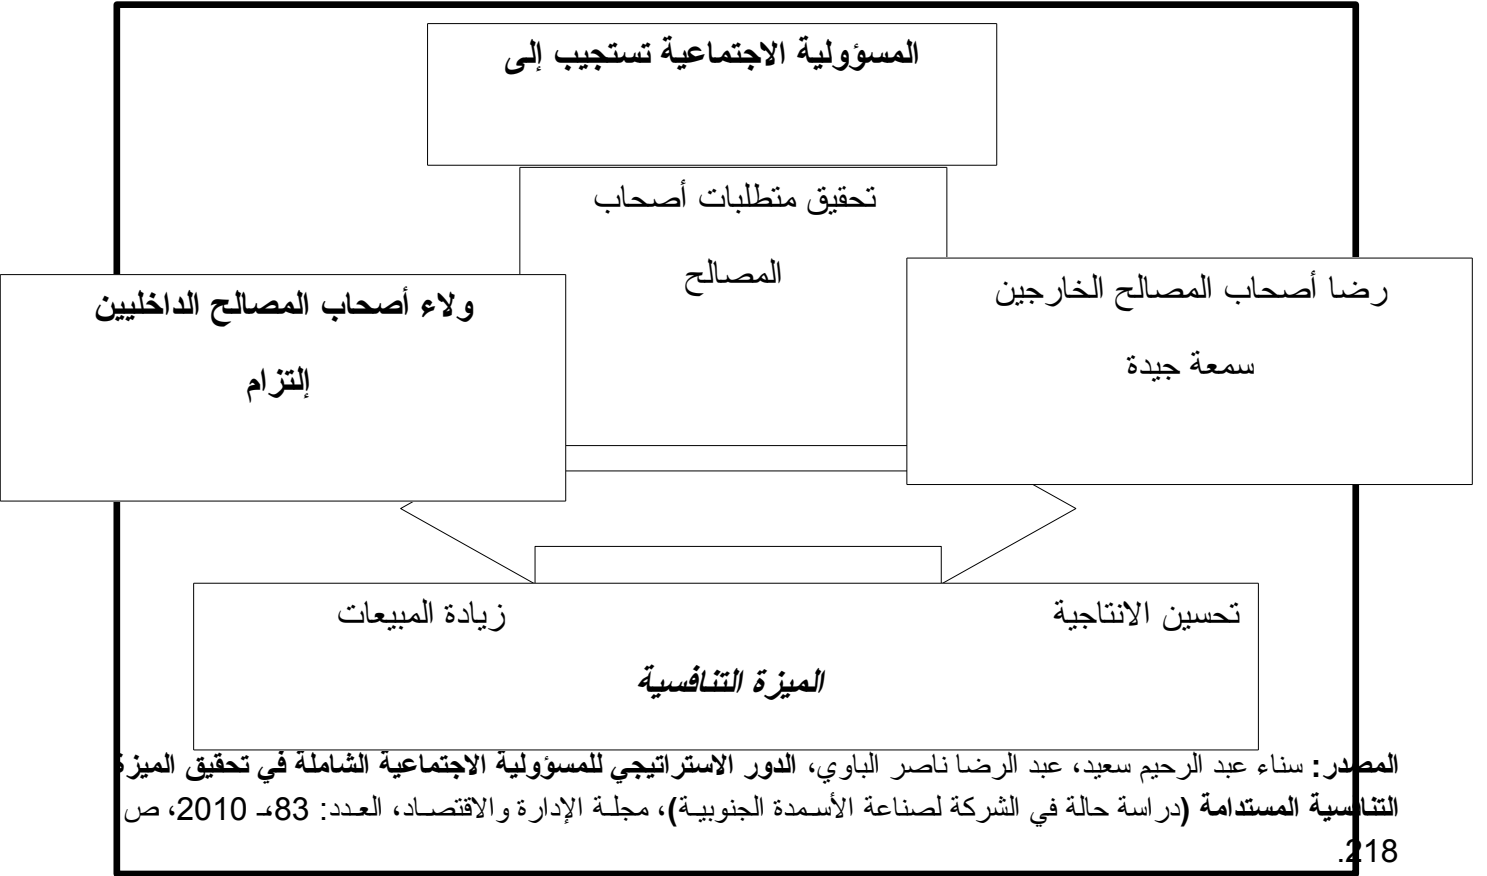 المسؤولية الاجتماعية تستجيب إلى
تحقيق متطلبات أصحاب
المصالح
رضا أصحاب المصالح الخارجين
سمعة جيدة
ولاء أصحاب المصالح الداخليين
إلتزام
تحسين الانتاجية زيادة المبيعات
الميزة التنافسية
المصدر: سناء عبد الرحيم سعيد، عبد الرضا ناصر الباوي، الدور الاستراتيجي للمسؤولية الاجتماعية الشاملة في تحقيق الميزة
التنافسية المستدامة (دراسة حالة في الشركة لصناعة الأسمدة الجنوبية)، مجلة الإدارة والاقتصاد، العدد: 83، 2010، ص
218.